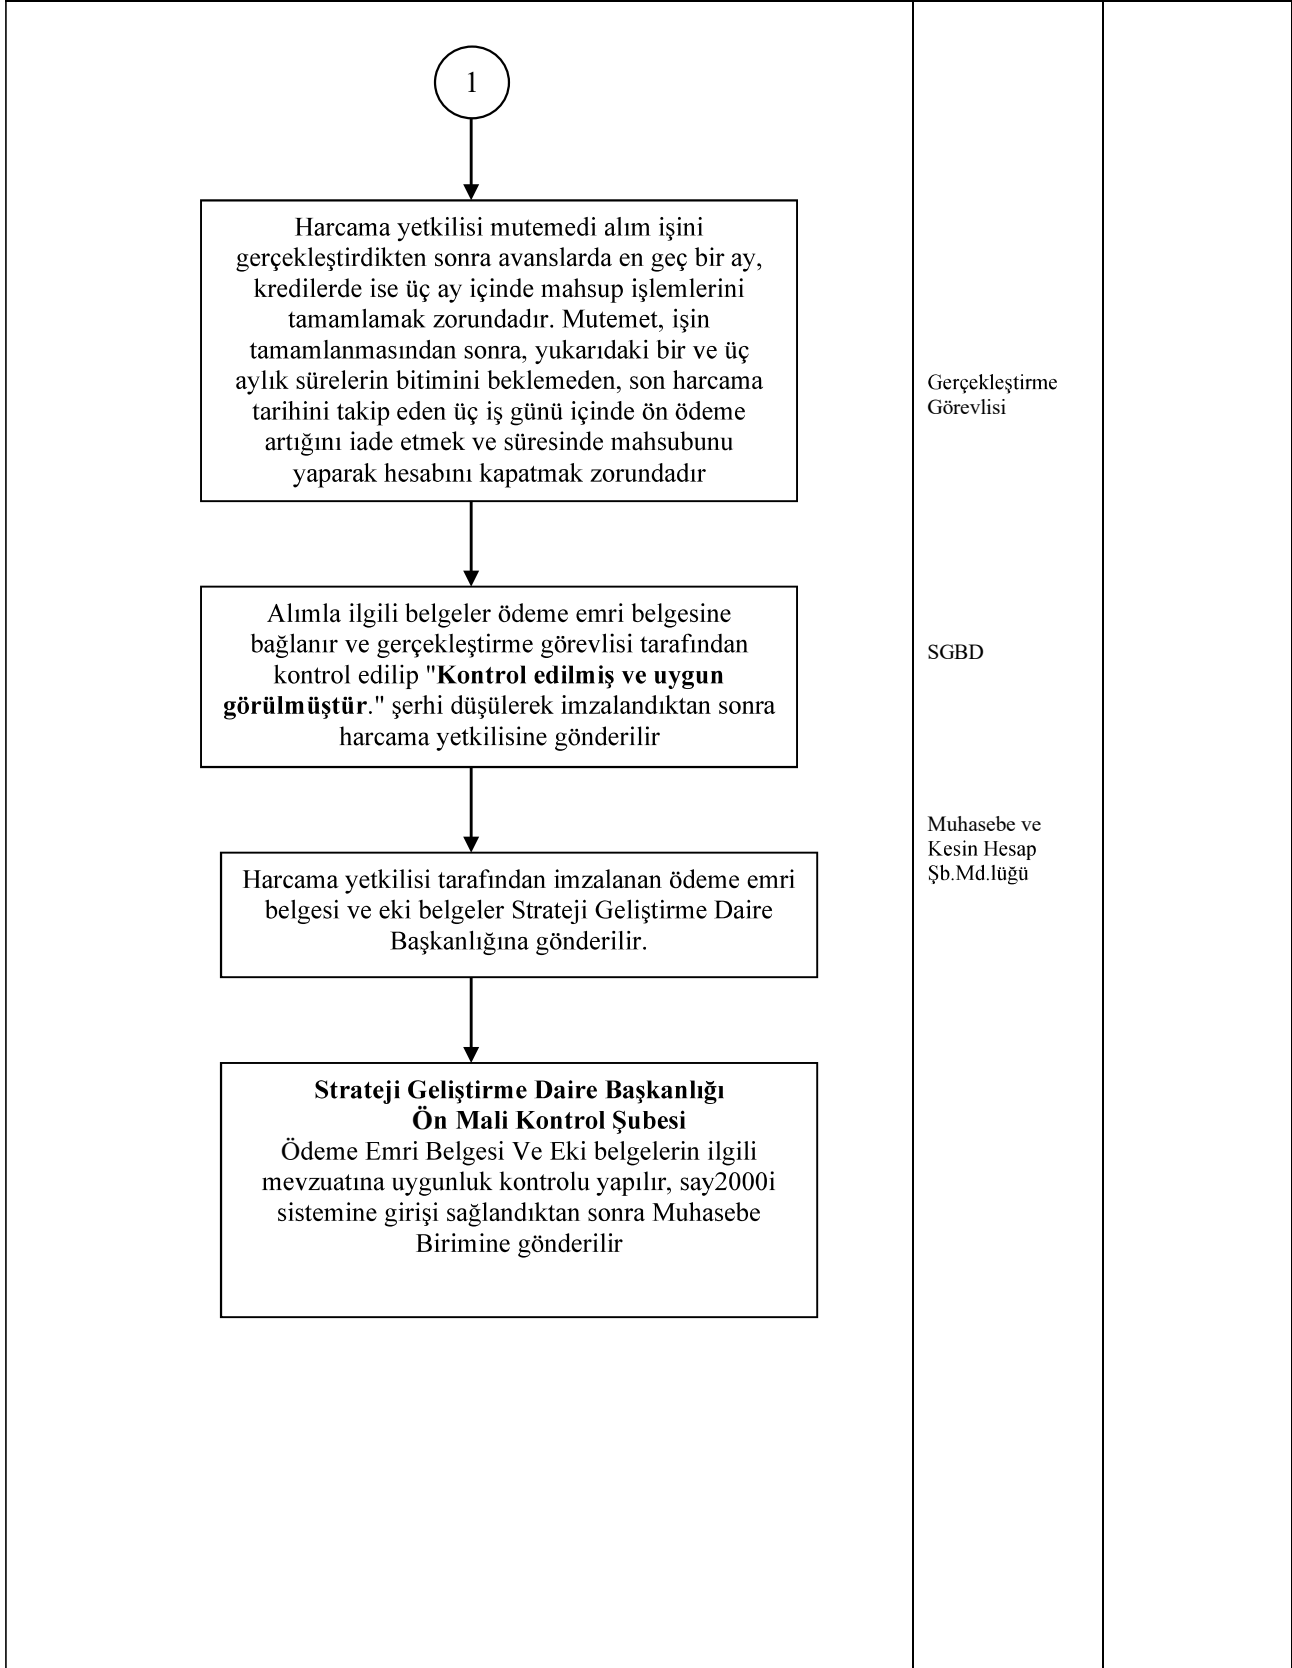 1
Harcama yetkilisi mutemedi alım işini
gerçekleştirdikten sonra avanslarda en geç bir ay,
kredilerde ise üç ay içinde mahsup işlemlerini
tamamlamak zorundadır. Mutemet, işin
tamamlanmasından sonra, yukarıdaki bir ve üç
aylık sürelerin bitimini beklemeden, son harcama
tarihini takip eden üç iş günü içinde ön ödeme
artığını iade etmek ve süresinde mahsubunu
yaparak hesabını kapatmak zorundadır
Gerçekleştirme
Görevlisi
Alımla ilgili belgeler ödeme emri belgesine
bağlanır ve gerçekleştirme görevlisi tarafından
kontrol edilip "Kontrol edilmiş ve uygun
görülmüştür." şerhi düşülerek imzalandıktan sonra
harcama yetkilisine gönderilir
SGBD
Muhasebe ve
Kesin Hesap
Şb.Md.lüğü
Harcama yetkilisi tarafından imzalanan ödeme emri
belgesi ve eki belgeler Strateji Geliştirme Daire
Başkanlığına gönderilir.
Strateji Geliştirme Daire Başkanlığı
Ön Mali Kontrol Şubesi
Ödeme Emri Belgesi Ve Eki belgelerin ilgili
mevzuatına uygunluk kontrolu yapılır, say2000i
sistemine girişi sağlandıktan sonra Muhasebe
Birimine gönderilir